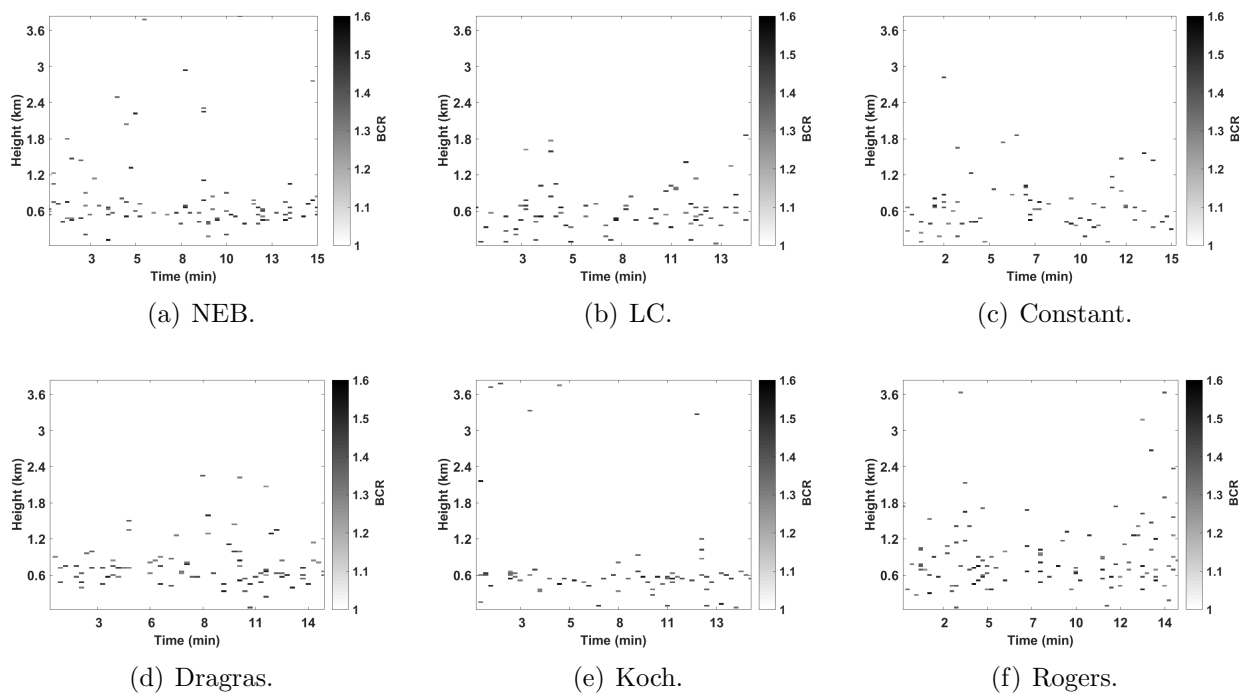 3.6
3
2.4
1.8
1.2
0.6
Height (km)
3 5 8 10 13 15
Time (min)
1.6
1.5
1.4
1.3
1.2
1.1
1
BCR
(a) NEB.
3.6
3
2.4
1.8
1.2
0.6
Height (km)
3 5 8 11 13
Time (min)
1.6
1.5
1.4
1.3
1.2
1.1
1
BCR
(b) LC.
3.6
3
2.4
1.8
1.2
0.6
Height (km)
2 5 7 10 12 15
Time (min)
1.6
1.5
1.4
1.3
1.2
1.1
1
BCR
(c) Constant.
3.6
3
2.4
1.8
1.2
0.6
Height (km)
3 6 8 11 14
Time (min)
1.6
1.5
1.4
1.3
1.2
1.1
1
BCR
(d) Dragras.
3.6
3
2.4
1.8
1.2
0.6
Height (km)
3 5 8 10 13
Time (min)
1.6
1.5
1.4
1.3
1.2
1.1
1
BCR
(e) Koch.
3.6
3
2.4
1.8
1.2
0.6
Height (km)
2 5 7 10 12 14
Time (min)
1.6
1.5
1.4
1.3
1.2
1.1
1
BCR
(f) Rogers.